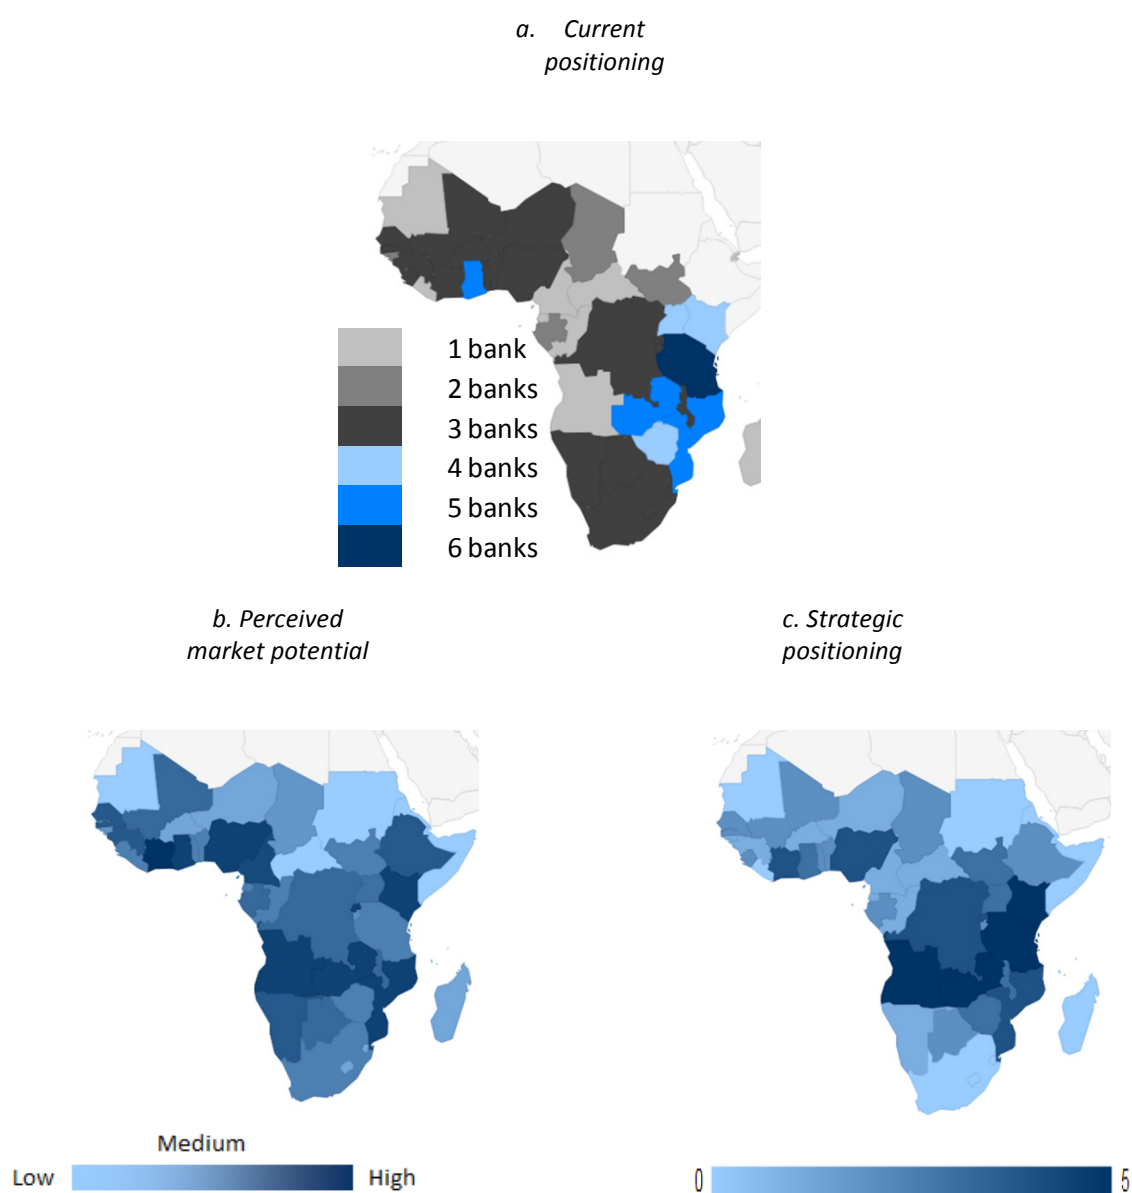 a. Current
positioning
1 bank
2 banks
3 banks
4 banks
5 banks
6 banks
b. Perceived
market potential
c. Strategic
positioning
Medium
Low High
0 5